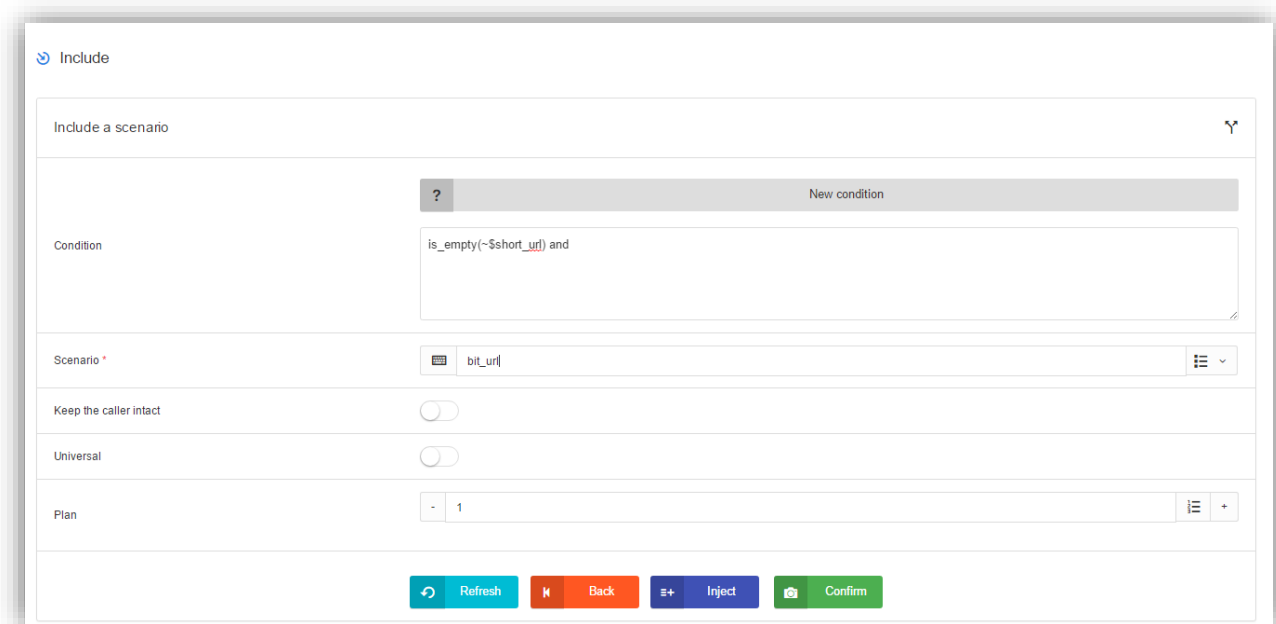 Include
Include a scenario
? New condition
Condition
is_empty(~$short_url) and
Scenario *
bit_url
Keep the caller intact
Universal
Plan
- 1 +
Refresh Back Inject Confirm